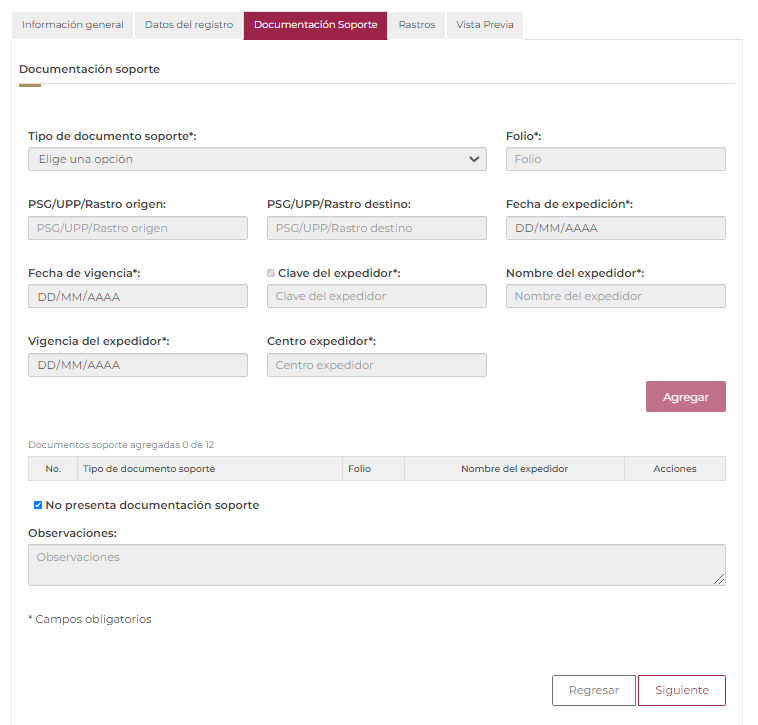 Información general Datos del registro Documentación Soporte Rastros Vista Previa
Documentación soporte
Tipo de documento soporte*: Folio*:
Elige una opción Folio
PSG/UPP/Rastro origen: PSG/UPP/Rastro destino: Fecha de expedición*:
PSG/UPP/Rastro origen PSG/UPP/Rastro destino DD/MM/AAAA
Fecha de vigencia*: Clave del expedidor*: Nombre del expedidor*:
DD/MM/AAAA Clave del expedidor Nombre del expedidor
Vigencia del expedidor*: Centro expedidor*:
DD/MM/AAAA Centro expedidor
Agregar
Documentos soporte agregadas 0 de 12
No. Tipo de documento soporte Folio Nombre del expedidor Acciones
No presenta documentación soporte
Observaciones:
Observaciones
* Campos obligatorios
Regresar Siguiente